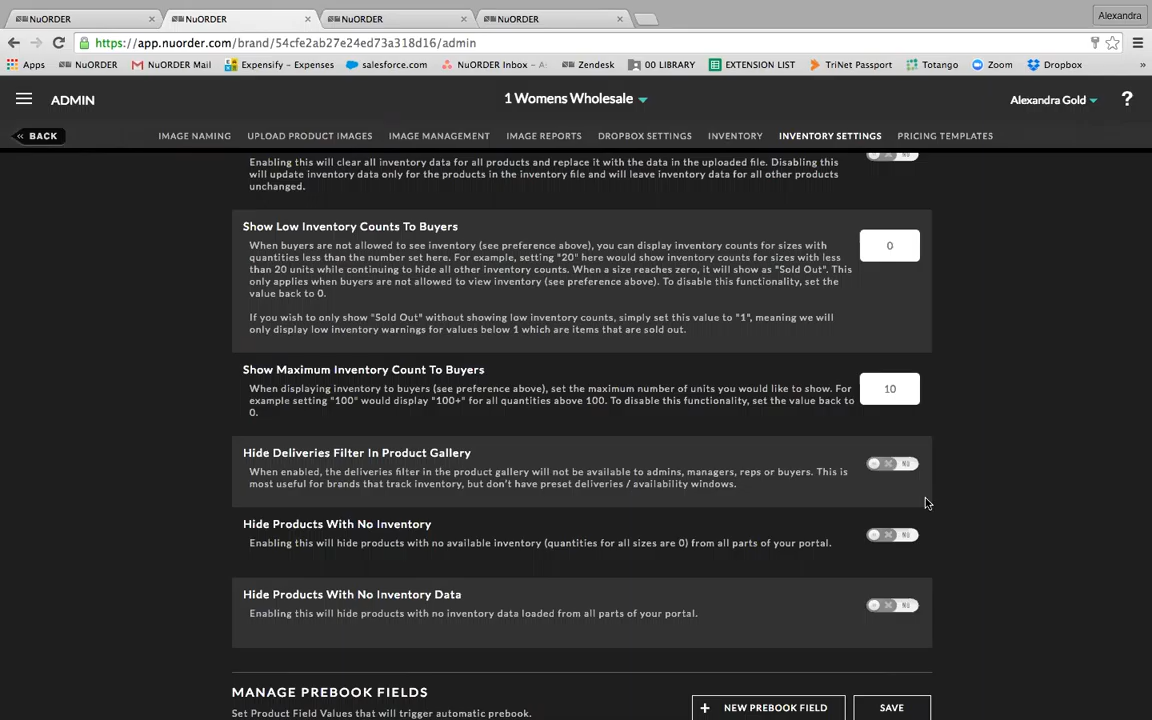 NuORDER NuORDER NuORDER NuORDER Alexandra
https://app.nuorder.com/brand/54cfe2ab27e24ed73a318d16/admin
Apps NuORDER NuORDER Mail Expensify - Expenses salesforce.com NuORDER Inbox - A Zendesk 00 LIBRARY EXTENSION LIST TriNet Passport Totango Zoom Dropbox »
ADMIN 1 Womens Wholesale Alexandra Gold ?
« BACK IMAGE NAMING UPLOAD PRODUCT IMAGES IMAGE MANAGEMENT IMAGE REPORTS DROPBOX SETTINGS INVENTORY INVENTORY SETTINGS PRICING TEMPLATES
Enabling this will clear all inventory data for all products and replace it with the data in the uploaded file. Disabling this
will update inventory data only for the products in the inventory file and will leave inventory data for all other products
unchanged.
Show Low Inventory Counts To Buyers
When buyers are not allowed to see inventory (see preference above), you can display inventory counts for sizes with
quantities less than the number set here. For example, setting "20" here would show inventory counts for sizes with less
than 20 units while continuing to hide all other inventory counts. When a size reaches zero, it will show as "Sold Out". This
only applies when buyers are not allowed to view inventory (see preference above). To disable this functionality, set the
value back to 0.
0
If you wish to only show "Sold Out" without showing low inventory counts, simply set this value to "1", meaning we will
only display low inventory warnings for values below 1 which are items that are sold out.
Show Maximum Inventory Count To Buyers
When displaying inventory to buyers (see preference above), set the maximum number of units you would like to show. For
example setting "100" would display "100+" for all quantities above 100. To disable this functionality, set the value back to
0.
10
Hide Deliveries Filter In Product Gallery
When enabled, the deliveries filter in the product gallery will not be available to admins, managers, reps or buyers. This is
most useful for brands that track inventory, but don't have preset deliveries / availability windows.
No
Hide Products With No Inventory
Enabling this will hide products with no available inventory (quantities for all sizes are 0) from all parts of your portal.
No
Hide Products With No Inventory Data
Enabling this will hide products with no inventory data loaded from all parts of your portal.
No
MANAGE PREBOOK FIELDS
Set Product Field Values that will trigger automatic prebook.
+ NEW PREBOOK FIELD SAVE